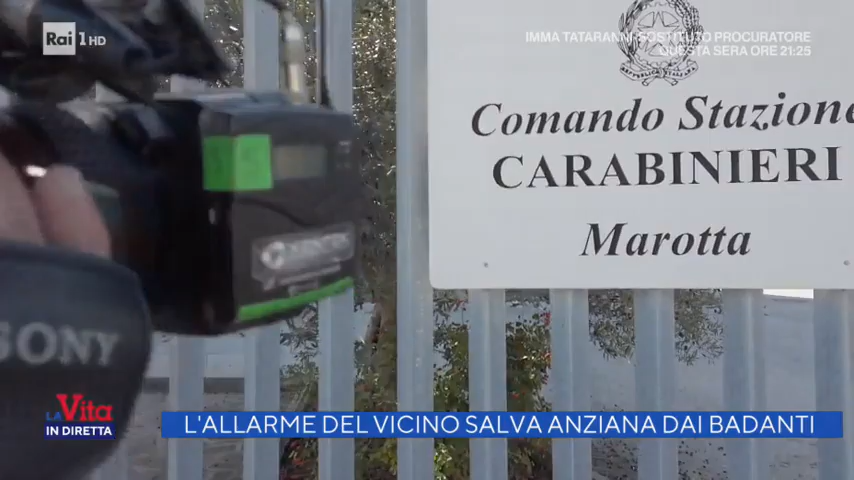 Rai 1 HD
IMMA TATARANNI-SOSTITUTO PROCURATORE
QUESTA SERA ORE 21:25
Comando Stazione
CARABINIERI
Marotta
SONY
LA Vita
IN DIRETTA
L'ALLARME DEL VICINO SALVA ANZIANA DAI BADANTI